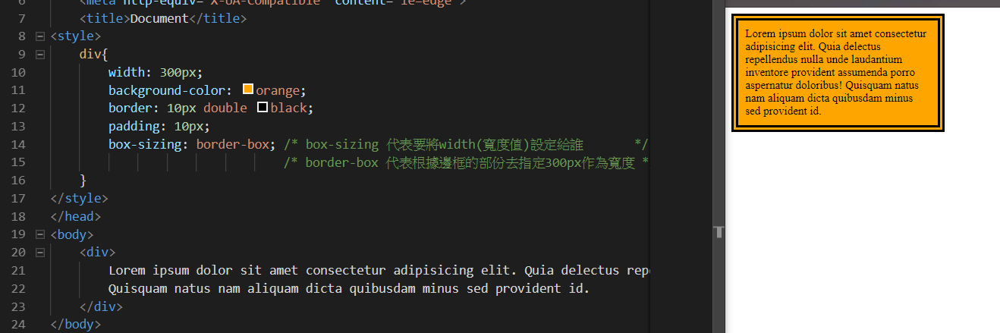 6 <meta http-equiv="X-UA-Compatible" content="ie=edge">
7 <title>Document</title>
8 <style>
9 div{
10 width: 300px;
11 background-color: orange;
12 border: 10px double black;
13 padding: 10px;
14 box-sizing: border-box; /* box-sizing 代表要將width(寬度值)設定給誰 */
15 /* border-box 代表根據邊框的部份去指定300px作為寬度 *
16 }
17 </style>
18 </head>
19 <body>
20 <div>
21 Lorem ipsum dolor sit amet consectetur adipisicing elit. Quia delectus repe
22 Quisquam natus nam aliquam dicta quibusdam minus sed provident id.
23 </div>
24 </body>
Lorem ipsum dolor sit amet consectetur
adipisicing elit. Quia delectus
repellendus nulla unde laudantium
inventore provident assumenda porro
aspernatur doloribus! Quisquam natus
nam aliquam dicta quibusdam minus
sed provident id.